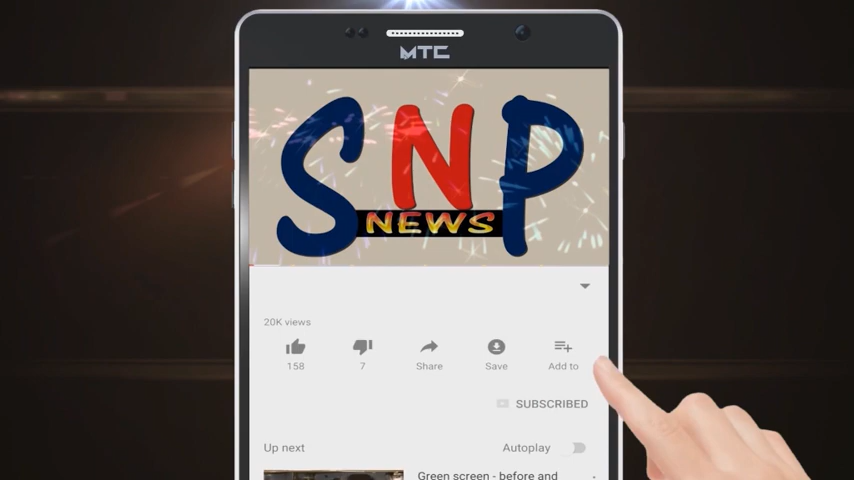 MTC
SNP
NEWS
20K views
158
7
Share
Save
Add to
SUBSCRIBED
Up next
Autoplay
Green screen - before and